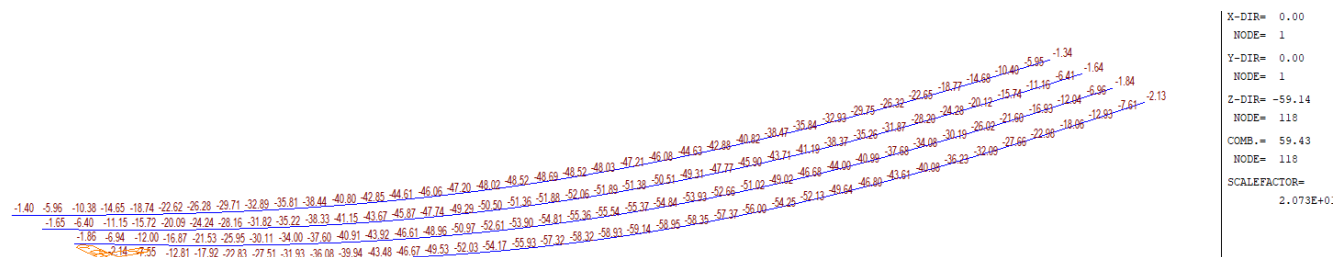 -1.40 -5.96 -10.38 -14.65 -18.74 -22.62 -26.28 -29.71 -32.89 -35.81 -38.44 -40.80 -42.85 -44.61 -46.06 -47.20 -48.02 -48.52 -48.69 -48.52 -48.03 -47.21 -46.08 -44.63 -42.88 -40.82 -38.47 -35.84 -32.93 -29.75 -26.32 -22.65 -18.77 -14.68 -10.40 -5.95 -1.34
-1.65 -6.40 -11.15 -15.72 -20.09 -24.24 -28.16 -31.82 -35.22 -38.33 -41.15 -43.67 -45.87 -47.74 -49.29 -50.50 -51.36 -51.88 -52.06 -51.89 -51.38 -50.51 -49.31 -47.77 -45.90 -43.71 -41.19 -38.37 -35.26 -31.87 -28.20 -24.28 -20.12 -15.74 -11.16 -6.41 -1.64
-1.86 -6.94 -12.00 -16.87 -21.53 -25.95 -30.11 -34.00 -37.60 -40.91 -43.92 -46.61 -48.96 -50.97 -52.61 -53.90 -54.81 -55.36 -55.54 -55.37 -54.84 -53.93 -52.66 -51.02 -49.02 -46.68 -44.00 -40.99 -37.68 -34.08 -30.19 -26.02 -21.60 -16.93 -12.04 -6.96 -1.84
-2.14 -7.55 -12.81 -17.92 -22.83 -27.51 -31.93 -36.08 -39.94 -43.48 -46.67 -49.53 -52.03 -54.17 -55.93 -57.32 -58.32 -58.93 -59.14 -58.95 -58.35 -57.37 -56.00 -54.25 -52.13 -49.64 -46.80 -43.61 -40.08 -36.23 -32.09 -27.66 -22.98 -18.06 -12.93 -7.61 -2.13
X-DIR= 0.00
NODE= 1
Y-DIR= 0.00
NODE= 1
Z-DIR= -59.14
NODE= 118
COMB.= 59.43
NODE= 118
SCALEFACTOR=
2.073E+01